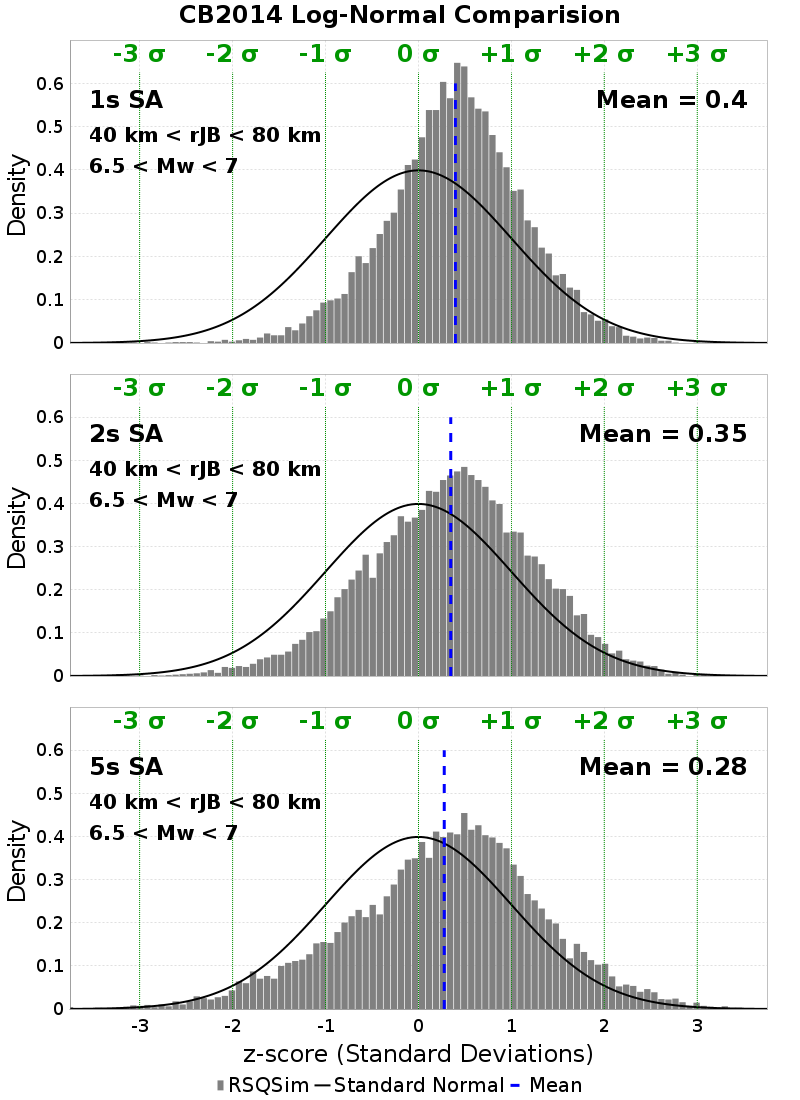 CB2014 Log-Normal Comparision
-3 σ -2 σ -1 σ 0 σ +1 σ +2 σ +3 σ
1s SA Mean = 0.4
40 km < rJB < 80 km
6.5 < Mw < 7
Density
0.6
0.5
0.4
0.3
0.2
0.1
0
-3 σ -2 σ -1 σ 0 σ +1 σ +2 σ +3 σ
2s SA Mean = 0.35
40 km < rJB < 80 km
6.5 < Mw < 7
Density
0.6
0.5
0.4
0.3
0.2
0.1
0
-3 σ -2 σ -1 σ 0 σ +1 σ +2 σ +3 σ
5s SA Mean = 0.28
40 km < rJB < 80 km
6.5 < Mw < 7
Density
0.6
0.5
0.4
0.3
0.2
0.1
0
-3 -2 -1 0 1 2 3
z-score (Standard Deviations)
RSQSim Standard Normal Mean